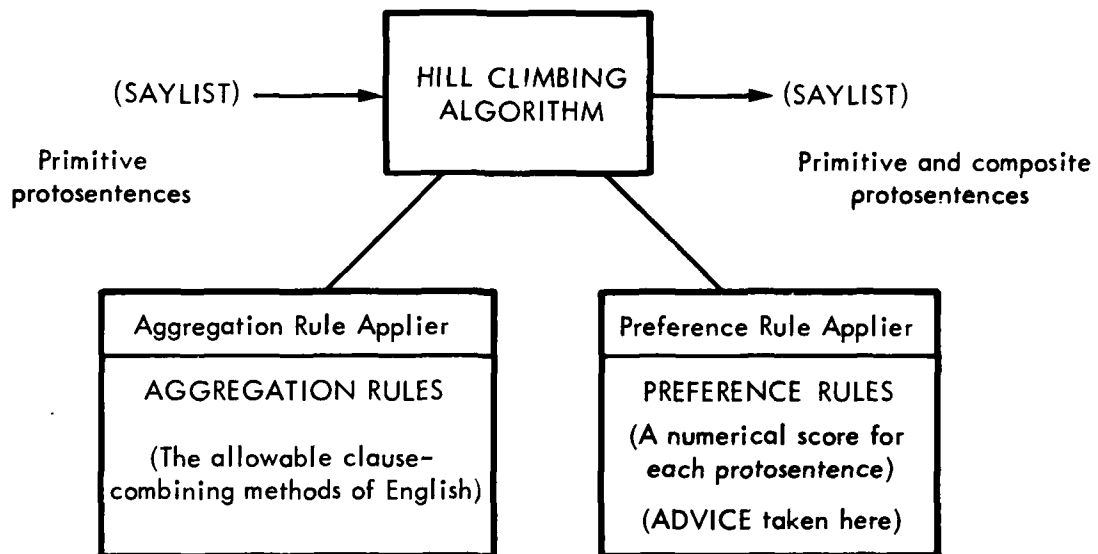 HILL CLIMBING
ALGORITHM
(SAYLIST)
(SAYLIST)
Primitive
protosentences
Primitive and composite
protosentences
Aggregation Rule Applier
AGGREGATION RULES
(The allowable clause-
combining methods of English)
Preference Rule Applier
PREFERENCE RULES
(A numerical score for
each protosentence)
(ADVICE taken here)